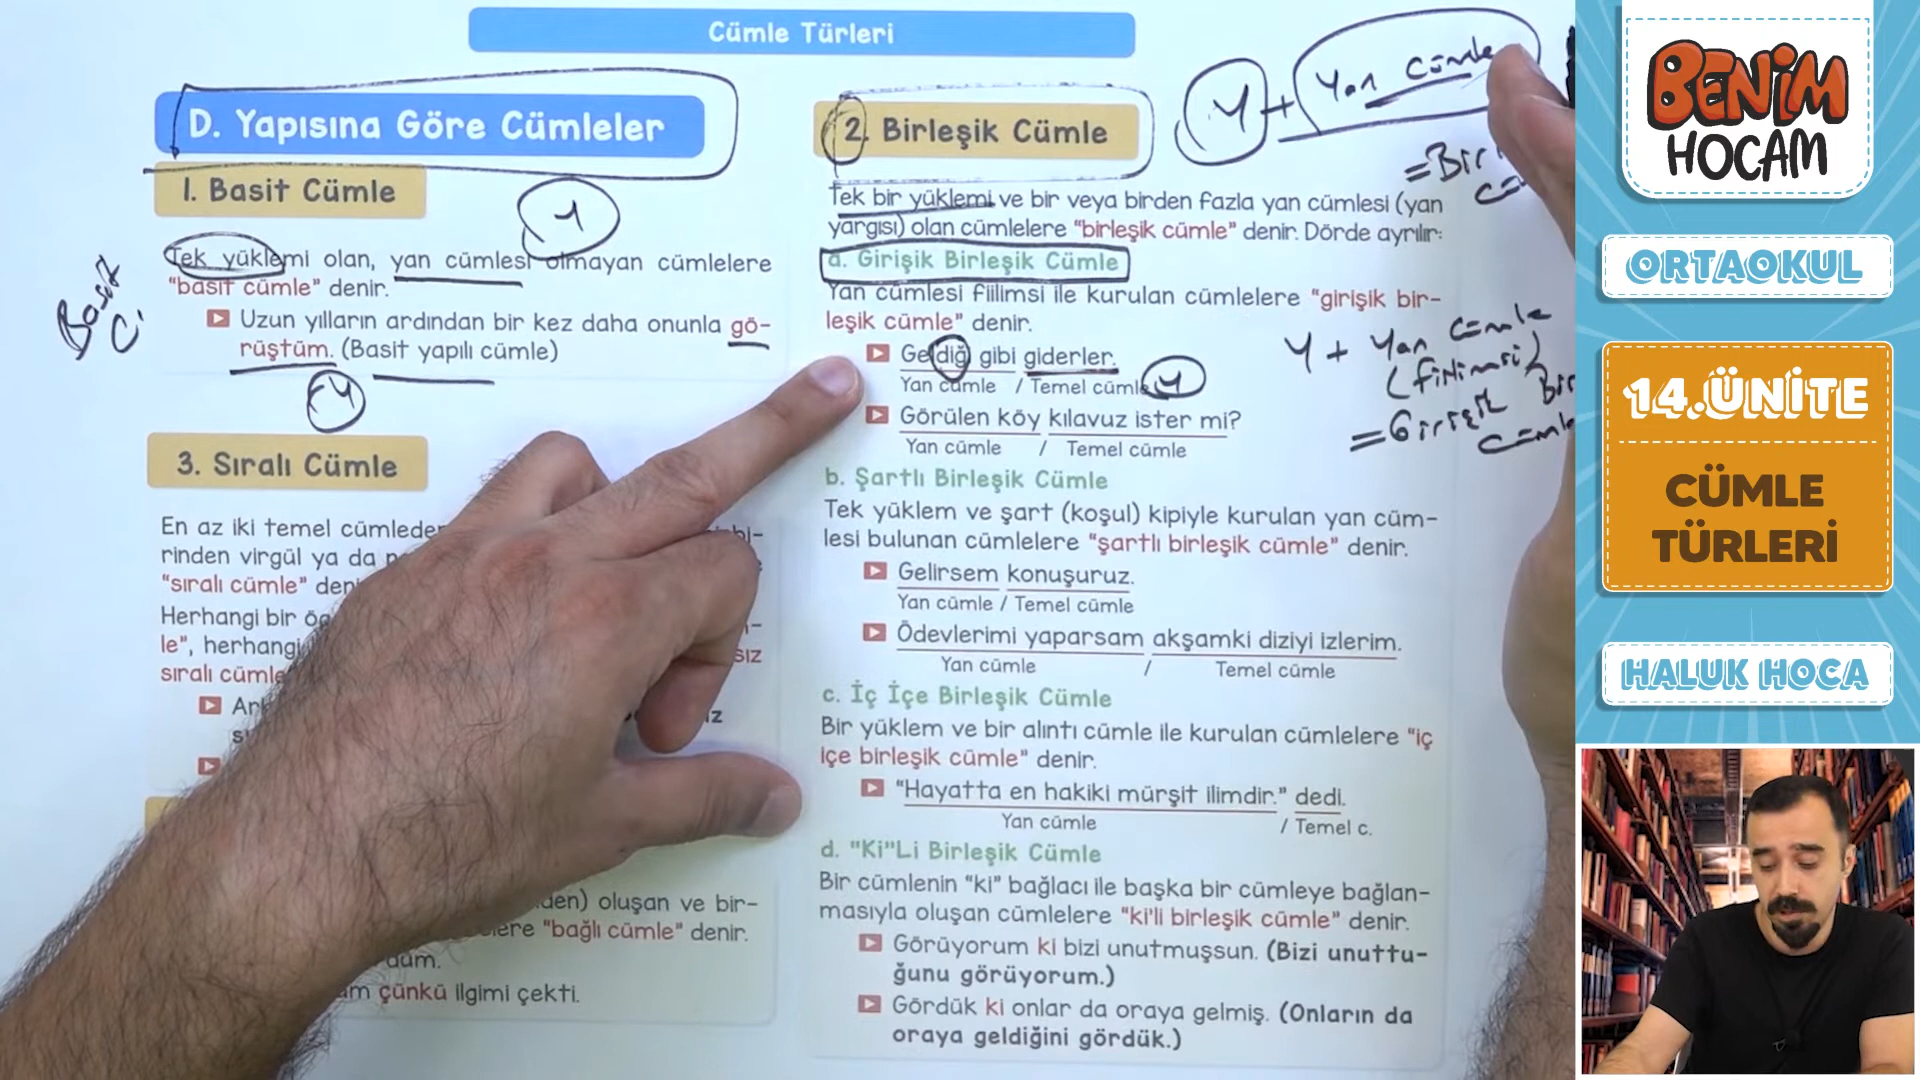 Cümle Türleri
D. Yapısına Göre Cümleler
1. Basit Cümle
Y
Tek yüklemi olan, yan cümlesi olmayan cümlelere
"basit cümle" denir.
Basit
C
Uzun yılların ardından bir kez daha onunla gö-
rüştüm. (Basit yapılı cümle)
Y
3. Sıralı Cümle
En az iki temel cümleden
rinden virgül ya da
"sıralı cümle"
Herhangi bir
le", herhangi
sız
sıralı cümle
oluşan ve bir-
"bağlı cümle" denir.
çünkü ilgimi çekti.
2. Birleşik Cümle
Y + Yan cümle
= Bir
Tek bir yüklemi ve bir veya birden fazla yan cümlesi (yan
yargısı) olan cümlelere "birleşik cümle" denir. Dörde ayrılır:
a. Girişik Birleşik Cümle
Yan cümlesi fiilimsi ile kurulan cümlelere "girişik bir-
leşik cümle" denir.
Geldiği gibi giderler.
Yan cümle / Temel cümle Y
Görülen köy kılavuz ister mi?
Yan cümle / Temel cümle
Y + Yan cümle
(fiilimsi)
= Girişik Bir
cümle
b. Şartlı Birleşik Cümle
Tek yüklem ve şart (koşul) kipiyle kurulan yan cüm-
lesi bulunan cümlelere "şartlı birleşik cümle" denir.
Gelirsem konuşuruz.
Yan cümle / Temel cümle
Ödevlerimi yaparsam akşamki diziyi izlerim.
Yan cümle / Temel cümle
c. İç İçe Birleşik Cümle
Bir yüklem ve bir alıntı cümle ile kurulan cümlelere "iç
içe birleşik cümle" denir.
"Hayatta en hakiki mürşit ilimdir." dedi.
Yan cümle / Temel c.
d. "Ki"Li Birleşik Cümle
Bir cümlenin "ki" bağlacı ile başka bir cümleye bağlan-
masıyla oluşan cümlelere "ki'li birleşik cümle" denir.
Görüyorum ki bizi unutmuşsun. (Bizi unuttu-
ğunu görüyorum.)
Gördük ki onlar da oraya gelmiş. (Onların da
oraya geldiğini gördük.)
BENİM
HOCAM
ORTAOKUL
14.ÜNİTE
CÜMLE
TÜRLERİ
HALUK HOCA